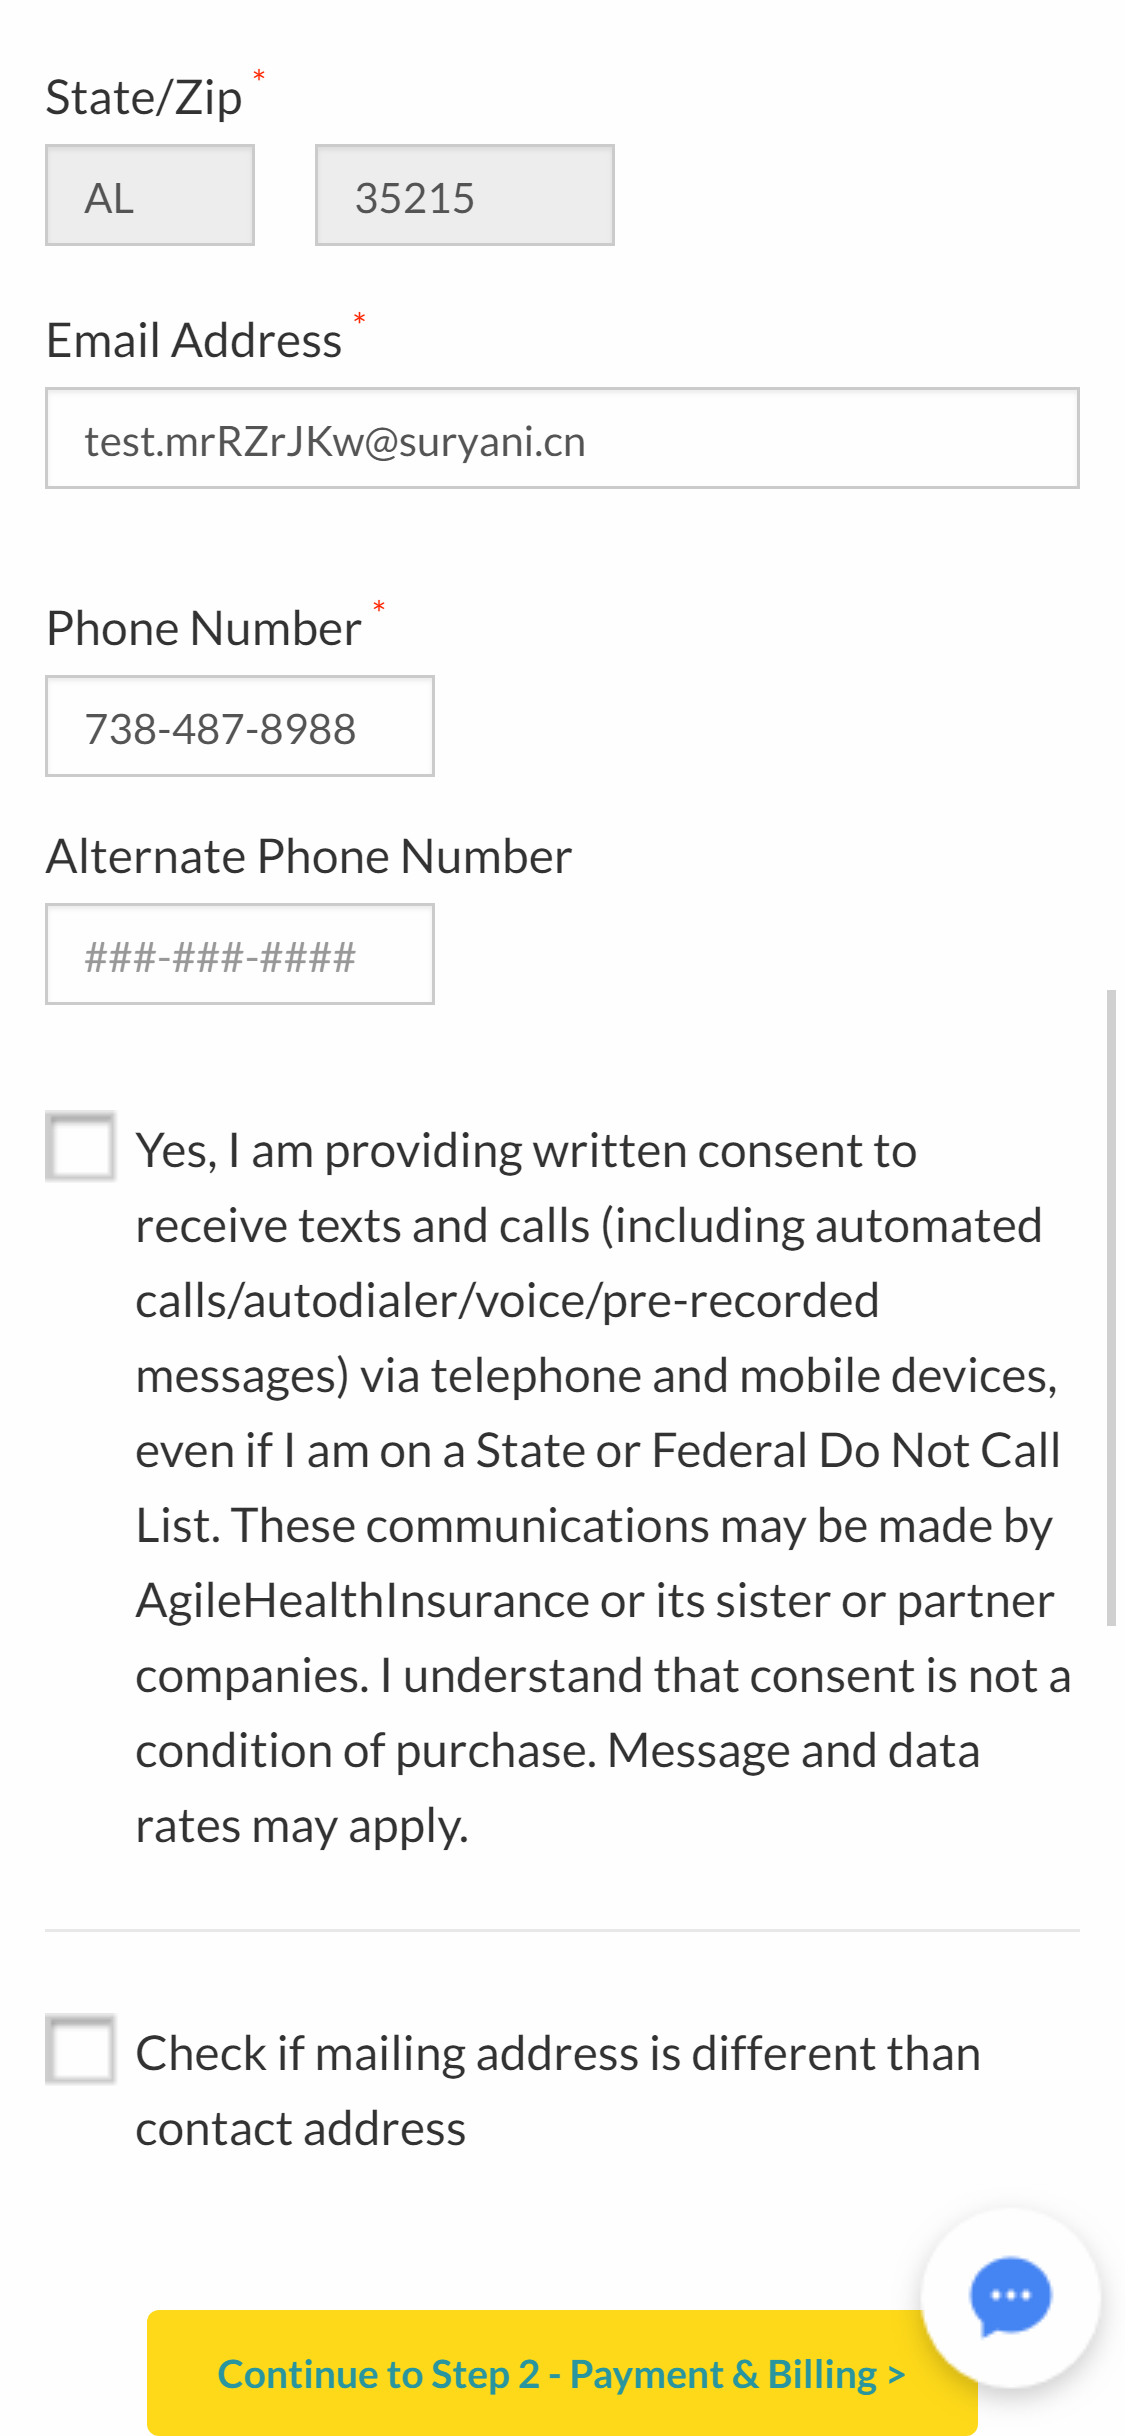 State/Zip *
AL 35215
Email Address *
test.mrRZrJKw@suryani.cn
Phone Number *
738-487-8988
Alternate Phone Number
###-###-####
Yes, I am providing written consent to
receive texts and calls (including automated
calls/autodialer/voice/pre-recorded
messages) via telephone and mobile devices,
even if I am on a State or Federal Do Not Call
List. These communications may be made by
AgileHealthInsurance or its sister or partner
companies. I understand that consent is not a
condition of purchase. Message and data
rates may apply.
Check if mailing address is different than
contact address
Continue to Step 2 - Payment & Billing >